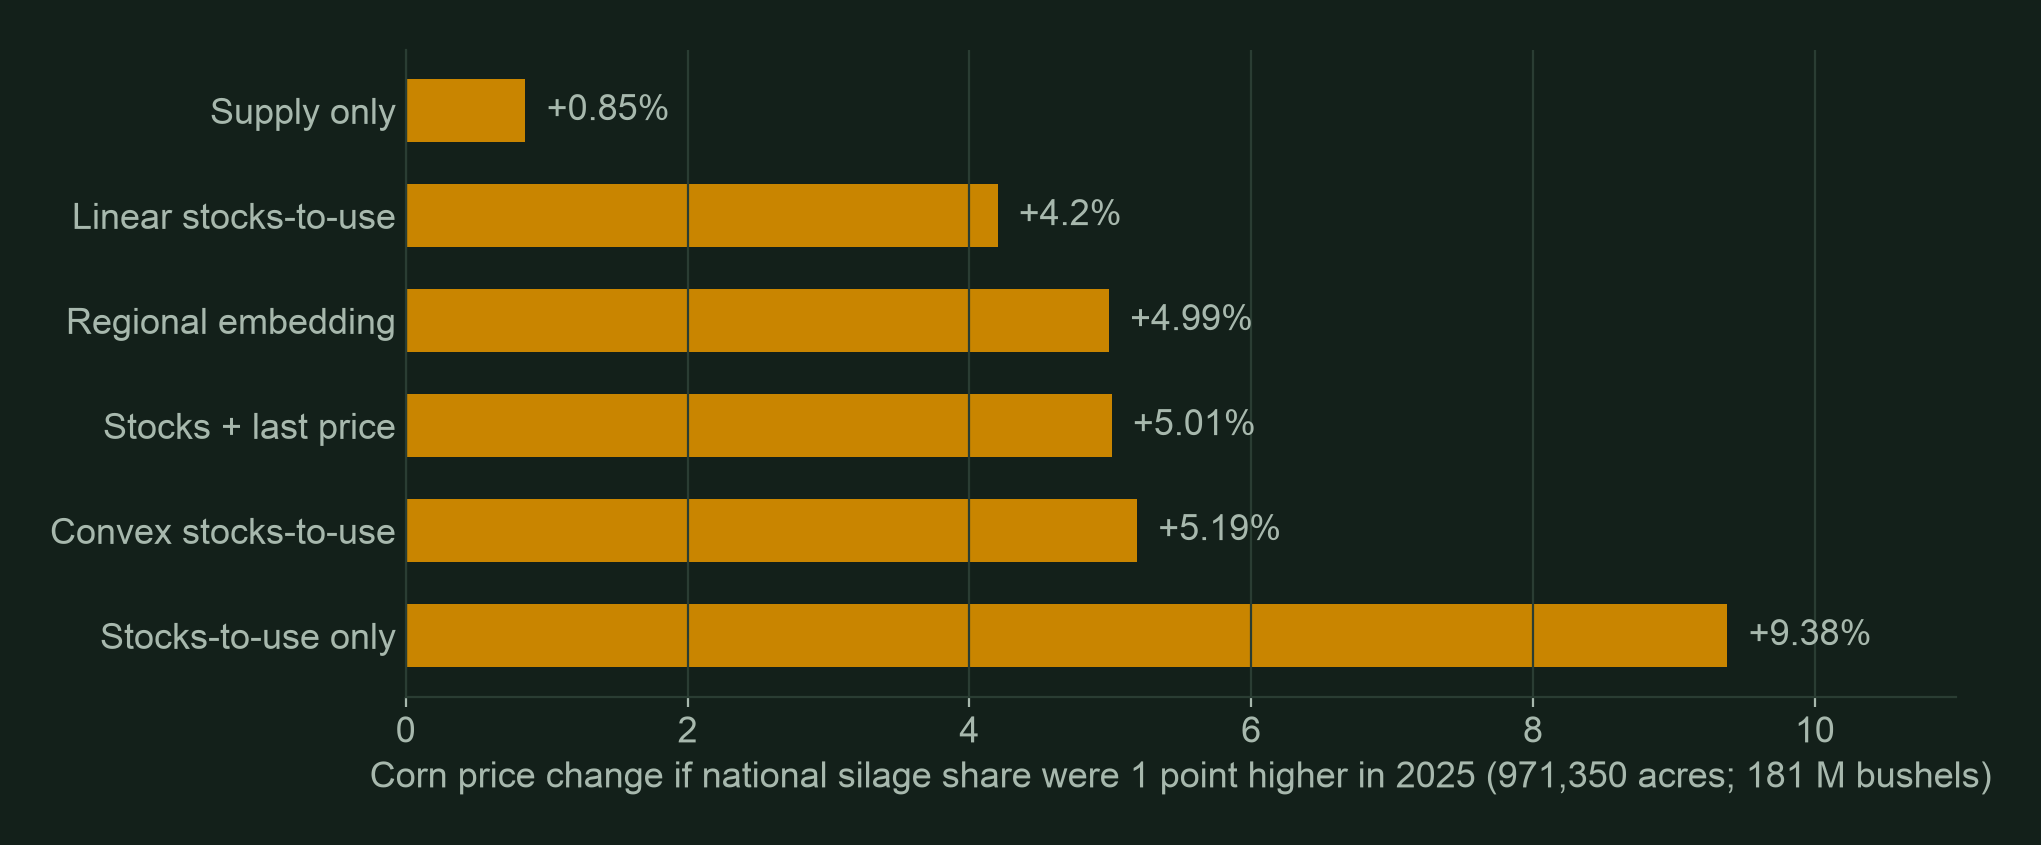 Supply only +0.85%
Linear stocks-to-use +4.2%
Regional embedding +4.99%
Stocks + last price +5.01%
Convex stocks-to-use +5.19%
Stocks-to-use only +9.38%
0 2 4 6 8 10
Corn price change if national silage share were 1 point higher in 2025 (971,350 acres; 181 M bushels)